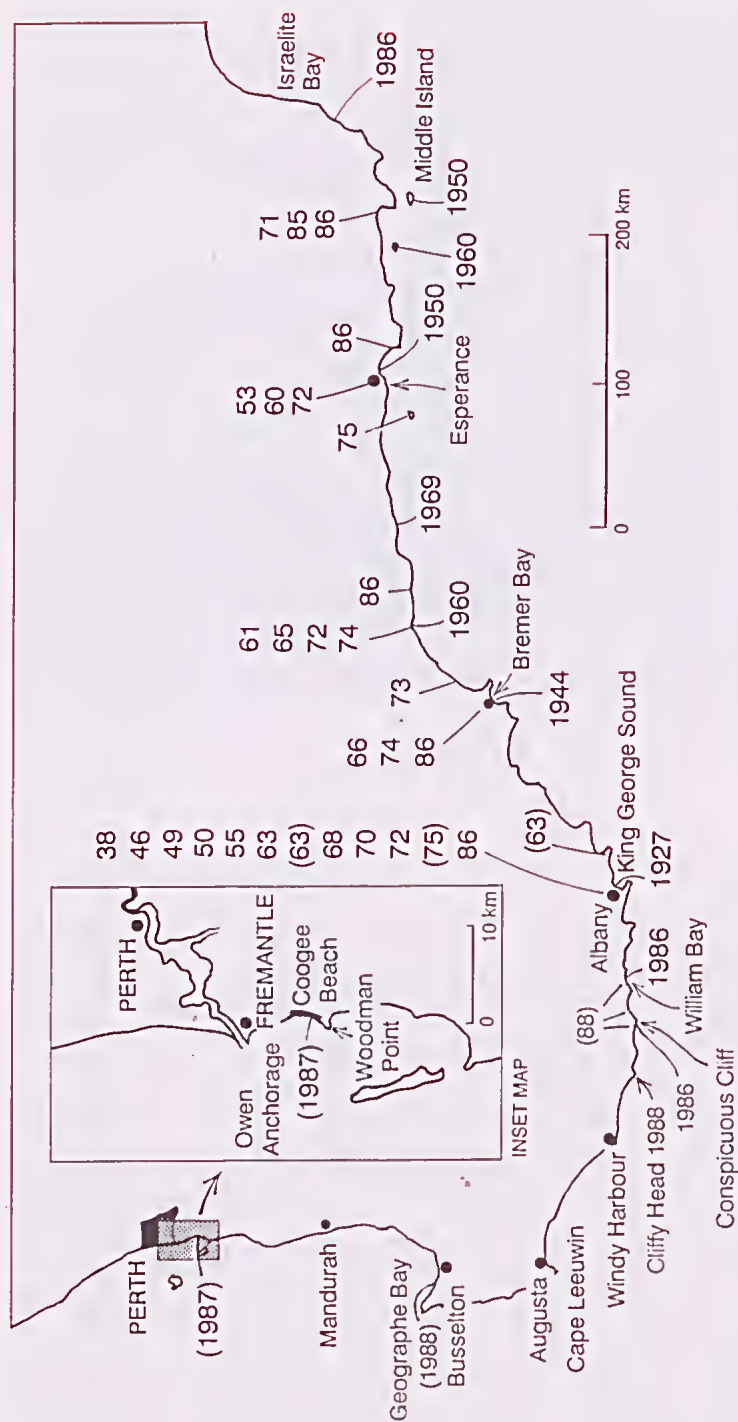 PERTH
(1987)
Mandurah
Geographe Bay
(1988)
Busselton
Augusta
Cape Leeuwin
Windy Harbour
Cliffy Head 1988
1986
Conspicuous Cliff
(88)
1986
William Bay
Albany
King George Sound
1927
PERTH
Owen
Anchorage
FREMANTLE
(1987)
Coogee
Beach
Woodman
Point
0
10 km
INSET MAP
38
46
49
50
55
63
(63)
68
70
72
(75)
86
(63)
66
74
86
Bremer Bay
1944
73
61
65
72
74
1960
86
1969
75
53
60
72
Esperance
1950
86
1960
71
85
86
Middle Island
1950
Israelite
Bay
1986
0
100
200 km